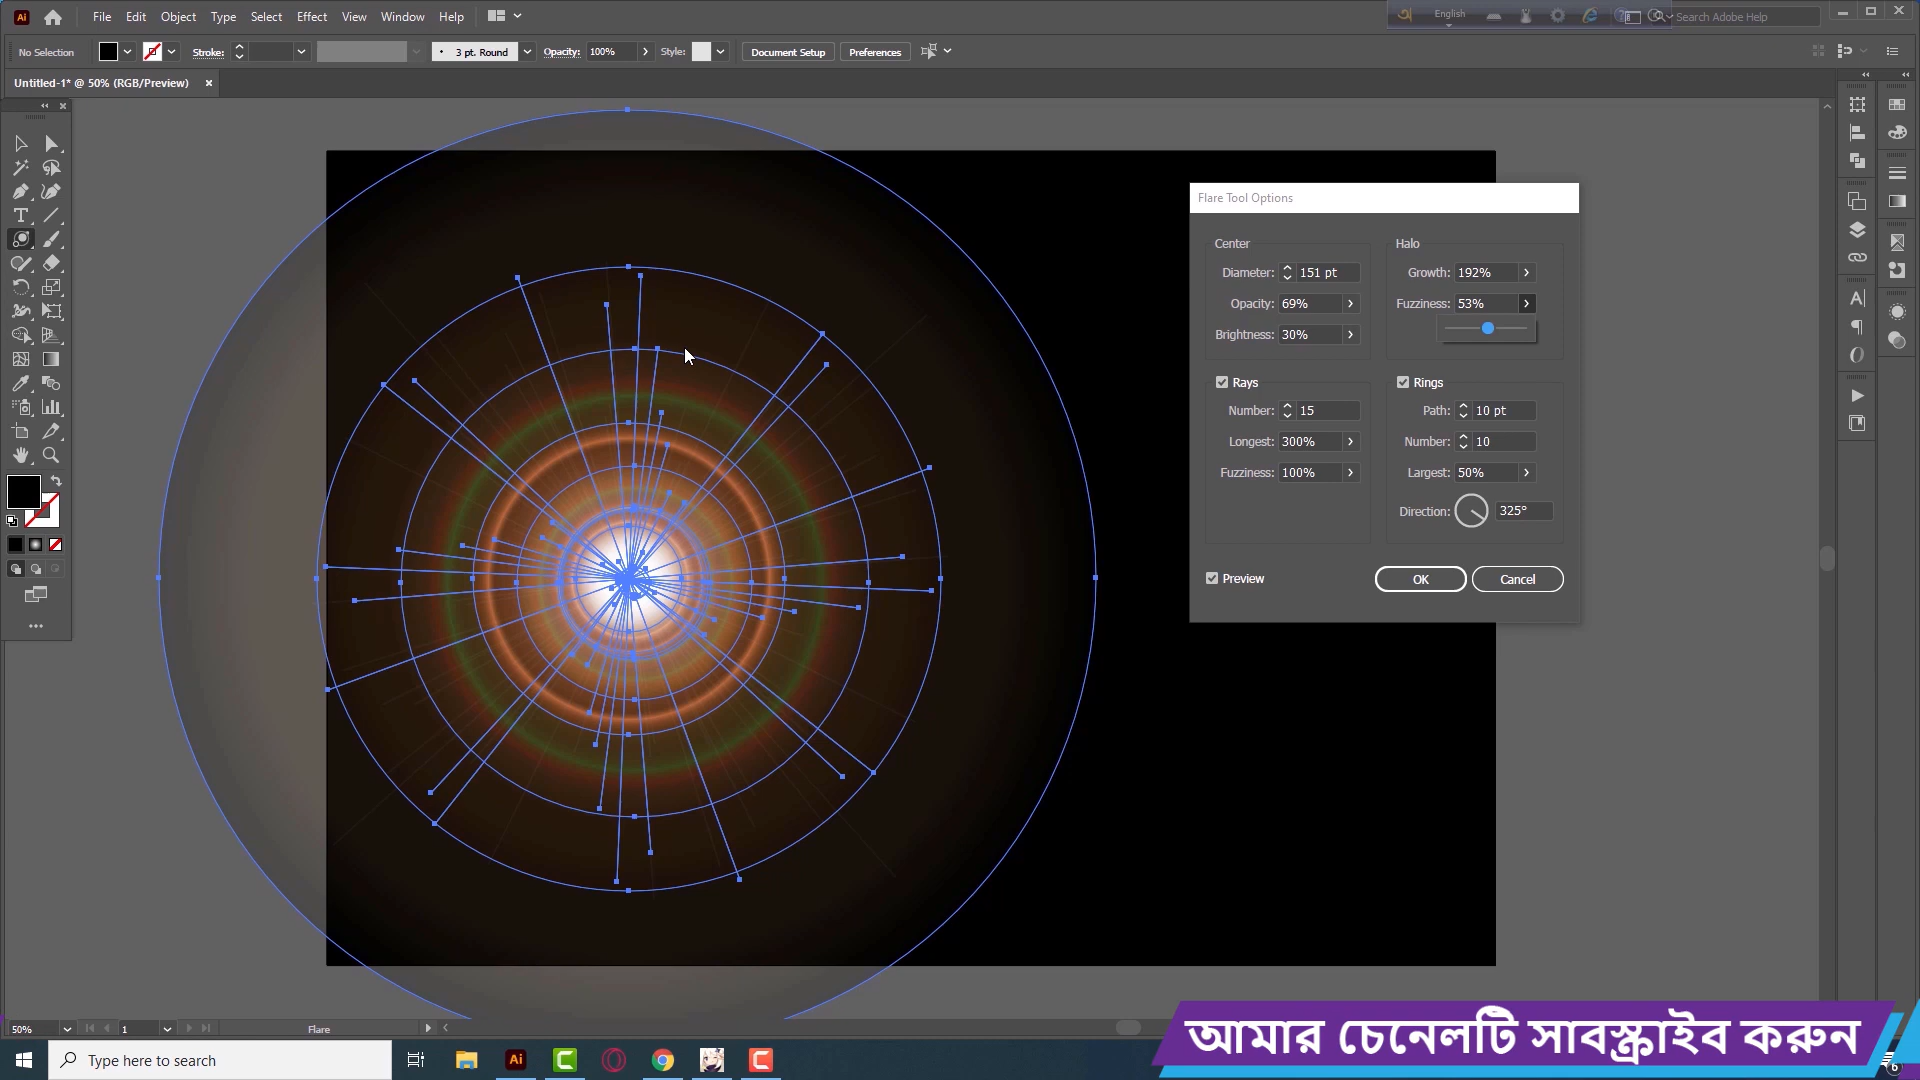 Ai File Edit Object Type Select Effect View Window Help
English
Search Adobe Help
No Selection Stroke: 3 pt. Round Opacity: 100% Style: Document Setup Preferences
Untitled-1* @ 50% (RGB/Preview)
Flare Tool Options
Center
Diameter: 151 pt
Opacity: 69%
Brightness: 30%
Halo
Growth: 192%
Fuzziness: 53%
Rays
Number: 15
Longest: 300%
Fuzziness: 100%
Rings
Path: 10 pt
Number: 10
Largest: 50%
Direction: 325°
Preview
OK Cancel
50% 1 Flare
Type here to search
Ai
আমার চেনেলটি সাবস্ক্রাইব করুন
6